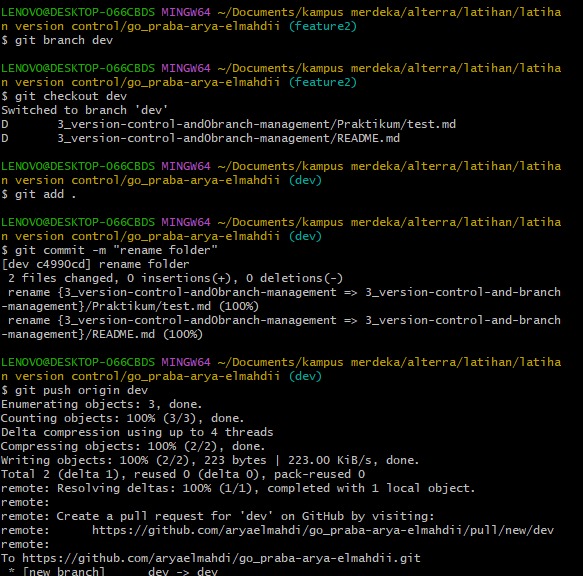 LENOVO@DESKTOP-O66CBDS MINGW64 ~/Documents/kampus merdeka/alterra/latihan/latiha
n version control/go_praba-arya-elmahdii (feature2)
$ git branch dev
LENOVO@DESKTOP-O66CBDS MINGW64 ~/Documents/kampus merdeka/alterra/latihan/latiha
n version control/go_praba-arya-elmahdii (feature2)
$ git checkout dev
Switched to branch 'dev'
D       3_version-control-and0branch-management/Praktikum/test.md
D       3_version-control-and0branch-management/README.md
LENOVO@DESKTOP-O66CBDS MINGW64 ~/Documents/kampus merdeka/alterra/latihan/latiha
n version control/go_praba-arya-elmahdii (dev)
$ git add .
LENOVO@DESKTOP-O66CBDS MINGW64 ~/Documents/kampus merdeka/alterra/latihan/latiha
n version control/go_praba-arya-elmahdii (dev)
$ git commit -m "rename folder"
[dev c4990cd] rename folder
 2 files changed, 0 insertions(+), 0 deletions(-)
 rename {3_version-control-and0branch-management => 3_version-control-and-branch
-management}/Praktikum/test.md (100%)
 rename {3_version-control-and0branch-management => 3_version-control-and-branch
-management}/README.md (100%)
LENOVO@DESKTOP-O66CBDS MINGW64 ~/Documents/kampus merdeka/alterra/latihan/latiha
n version control/go_praba-arya-elmahdii (dev)
$ git push origin dev
Enumerating objects: 3, done.
Counting objects: 100% (3/3), done.
Delta compression using up to 4 threads
Compressing objects: 100% (2/2), done.
Writing objects: 100% (2/2), 223 bytes | 223.00 KiB/s, done.
Total 2 (delta 1), reused 0 (delta 0), pack-reused 0
remote: Resolving deltas: 100% (1/1), completed with 1 local object.
remote:
remote: Create a pull request for 'dev' on GitHub by visiting:
remote:      https://github.com/aryaelmahdi/go_praba-arya-elmahdii/pull/new/dev
remote:
To https://github.com/aryaelmahdi/go_praba-arya-elmahdii.git
 * [new branch]      dev -> dev